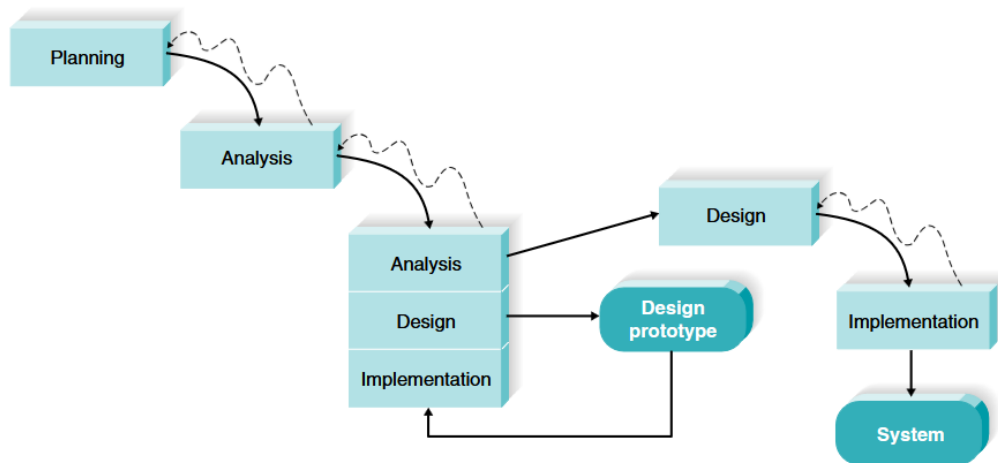 Planning
Analysis
Analysis
Design
Implementation
Design
prototype
Design
Implementation
System